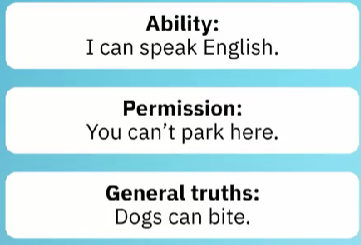 Ability:
I can speak English.
Permission:
You can't park here.
General truths:
Dogs can bite.